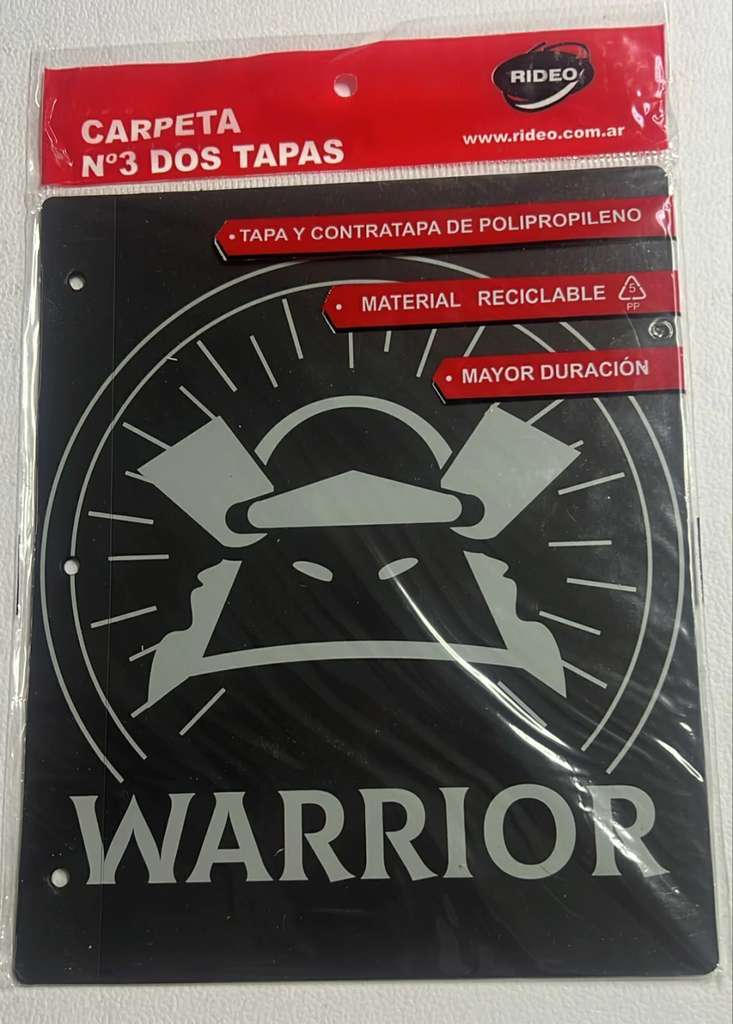 RIDEO
CARPETA
Nº3 DOS TAPAS
www.rideo.com.ar
• TAPA Y CONTRATAPA DE POLIPROPILENO
• MATERIAL RECICLABLE
5
PP
• MAYOR DURACIÓN
WARRIOR